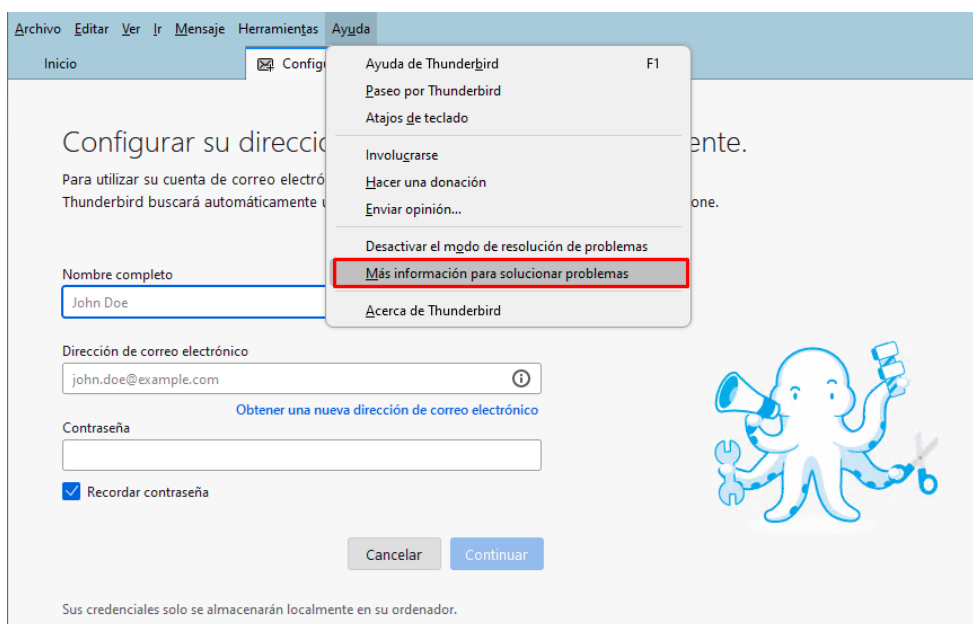 Archivo Editar Ver Ir Mensaje Herramientas Ayuda
Inicio
Config
Ayuda de Thunderbird F1
Paseo por Thunderbird
Atajos de teclado
Involucrarse
Hacer una donación
Enviar opinión...
Desactivar el modo de resolución de problemas
Más información para solucionar problemas
Acerca de Thunderbird
Configurar su direcci ente.
Para utilizar su cuenta de correo electró
Thunderbird buscará automáticamente one.
Nombre completo
John Doe
Dirección de correo electrónico
john.doe@example.com
Obtener una nueva dirección de correo electrónico
Contraseña
Recordar contraseña
Cancelar Continuar
Sus credenciales solo se almacenarán localmente en su ordenador.